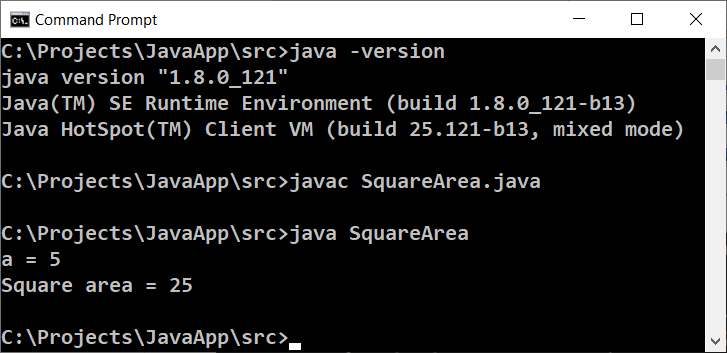 Command Prompt
C:\Projects\JavaApp\src>java -version
java version "1.8.0_121"
Java(TM) SE Runtime Environment (build 1.8.0_121-b13)
Java HotSpot(TM) Client VM (build 25.121-b13, mixed mode)
C:\Projects\JavaApp\src>javac SquareArea.java
C:\Projects\JavaApp\src>java SquareArea
a = 5
Square area = 25
C:\Projects\JavaApp\src>